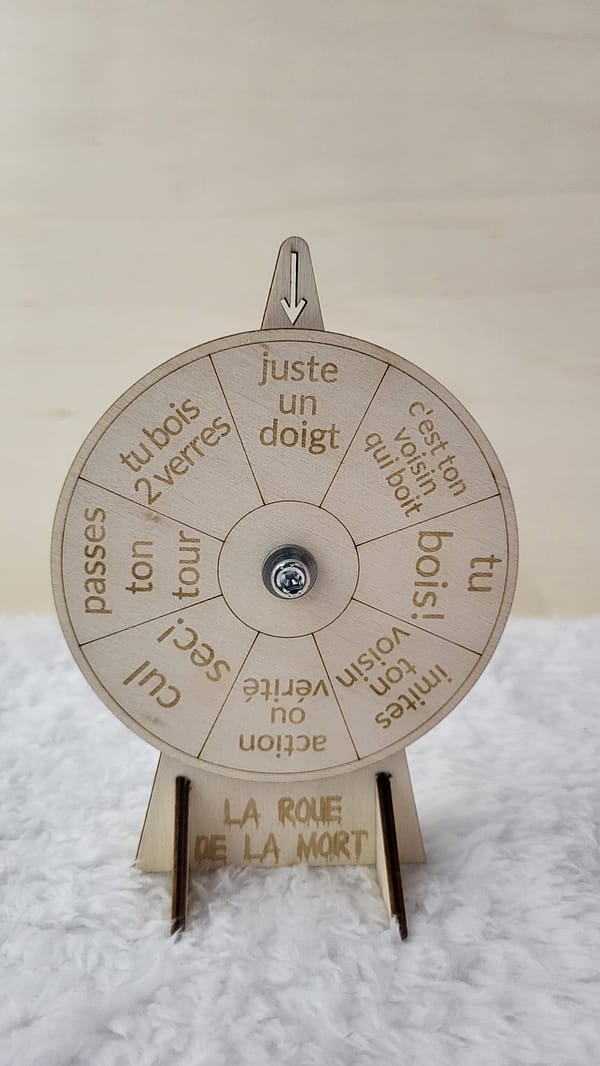 juste
un
doigt
c'est ton
voisin
qui boit
tu
bois!
imites
ton
voisin
action
ou
vérité
cul
sec!
passes
ton
tour
tu bois
2 verres
LA ROUE
DE LA MORT